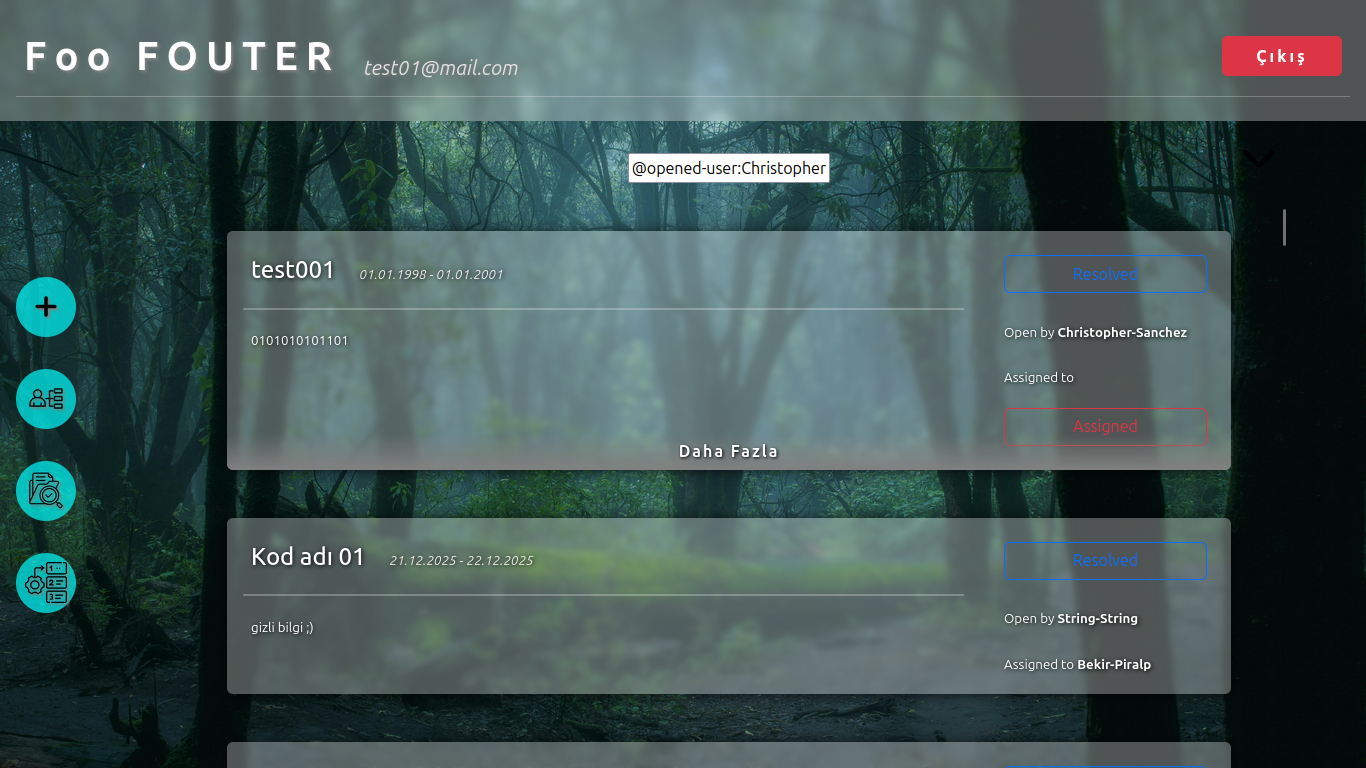 Foo FOUTER test01@mail.com Çıkış
@opened-user:Christopher
test001 01.01.1998 - 01.01.2001
Resolved
0101010101101
Open by Christopher-Sanchez
Assigned to
Assigned
Daha Fazla
Kod adı 01 21.12.2025 - 22.12.2025
Resolved
gizli bilgi ;)
Open by String-String
Assigned to Bekir-Piralp